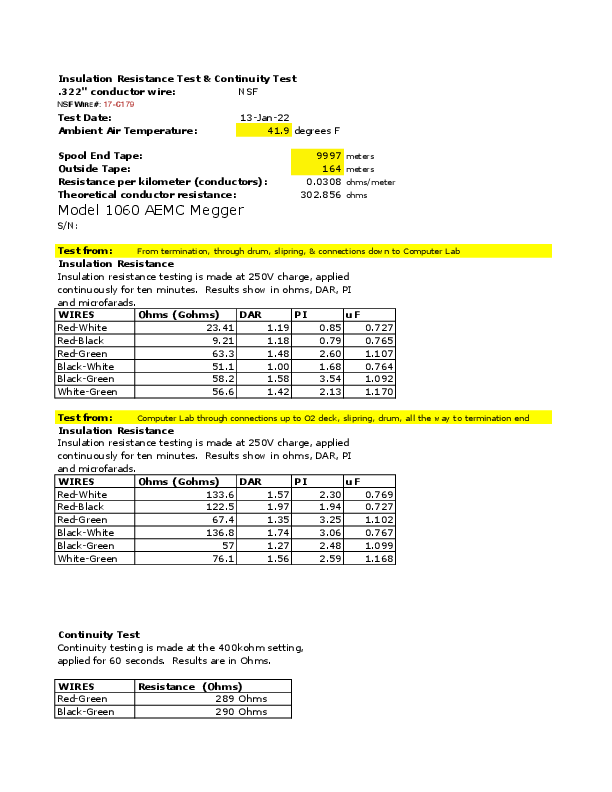 Insulation Resistance Test & Continuity Test
.322" conductor wire: NSF
NSF Wire#: 17-G179
Test Date: 13-Jan-22
Ambient Air Temperature: 41.9 degrees F
Spool End Tape: 9997 meters
Outside Tape: 164 meters
Resistance per kilometer (conductors): 0.0308 ohms/meter
Theoretical conductor resistance: 302.856 ohms
Model 1060 AEMC Megger
S/N:
Test from: From termination, through drum, slipring, & connections down to Computer Lab
Insulation Resistance
Insulation resistance testing is made at 250V charge, applied
continuously for ten minutes. Results show in ohms, DAR, PI
and microfarads.
WIRES Ohms (Gohms) DAR PI uF
Red-White 23.41 1.19 0.85 0.727
Red-Black 9.21 1.18 0.79 0.765
Red-Green 63.3 1.48 2.60 1.107
Black-White 51.1 1.00 1.68 0.764
Black-Green 58.2 1.58 3.54 1.092
White-Green 56.6 1.42 2.13 1.170
Test from: Computer Lab through connections up to O2 deck, slipring, drum, all the way to termination end
Insulation Resistance
Insulation resistance testing is made at 250V charge, applied
continuously for ten minutes. Results show in ohms, DAR, PI
and microfarads.
WIRES Ohms (Gohms) DAR PI uF
Red-White 133.6 1.57 2.30 0.769
Red-Black 122.5 1.97 1.94 0.727
Red-Green 67.4 1.35 3.25 1.102
Black-White 136.8 1.74 3.06 0.767
Black-Green 57 1.27 2.48 1.099
White-Green 76.1 1.56 2.59 1.168
Continuity Test
Continuity testing is made at the 400kohm setting,
applied for 60 seconds. Results are in Ohms.
WIRES Resistance (Ohms)
Red-Green 289 Ohms
Black-Green 290 Ohms